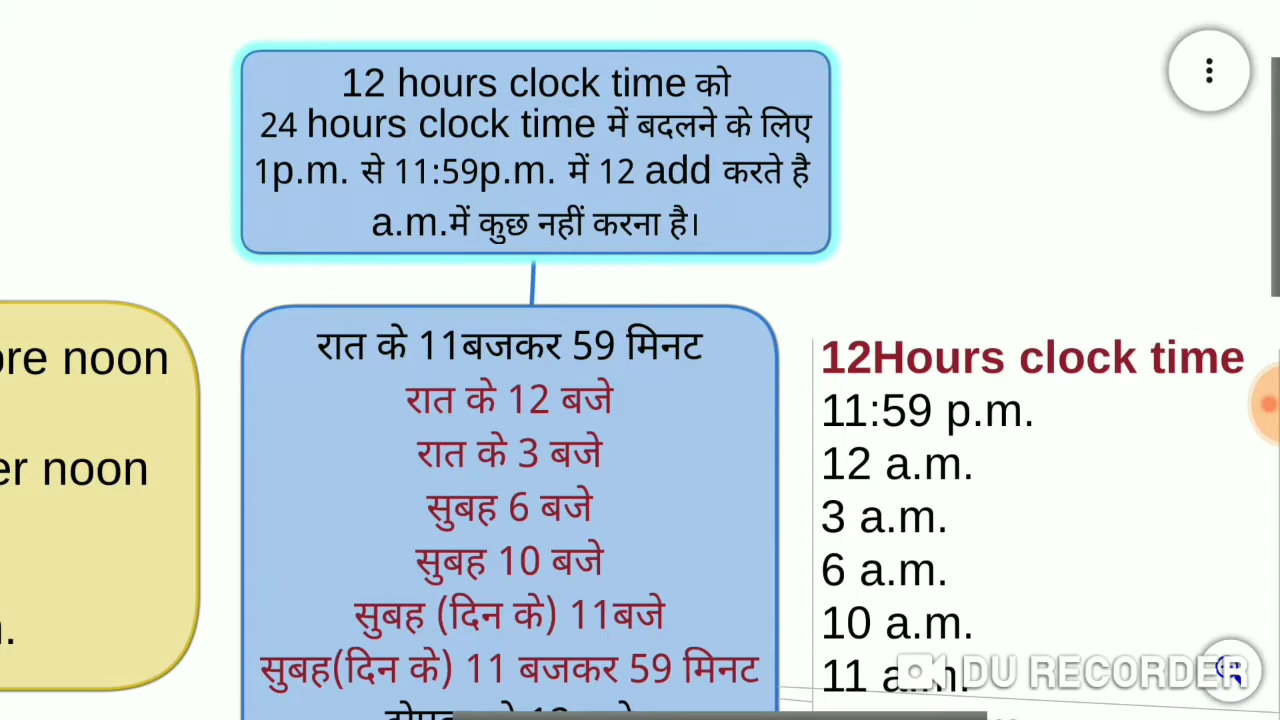 12 hours clock time को
24 hours clock time में बदलने के लिए
1p.m. से 11:59p.m. में 12 add करते है
a.m.में कुछ नहीं करना है।
noon
noon
रात के 11बजकर 59 मिनट
रात के 12 बजे
रात के 3 बजे
सुबह 6 बजे
सुबह 10 बजे
सुबह (दिन के) 11बजे
सुबह(दिन के) 11 बजकर 59 मिनट
12Hours clock time
11:59 p.m.
12 a.m.
3 a.m.
6 a.m.
10 a.m.
11 a.m.
DU RECORDER